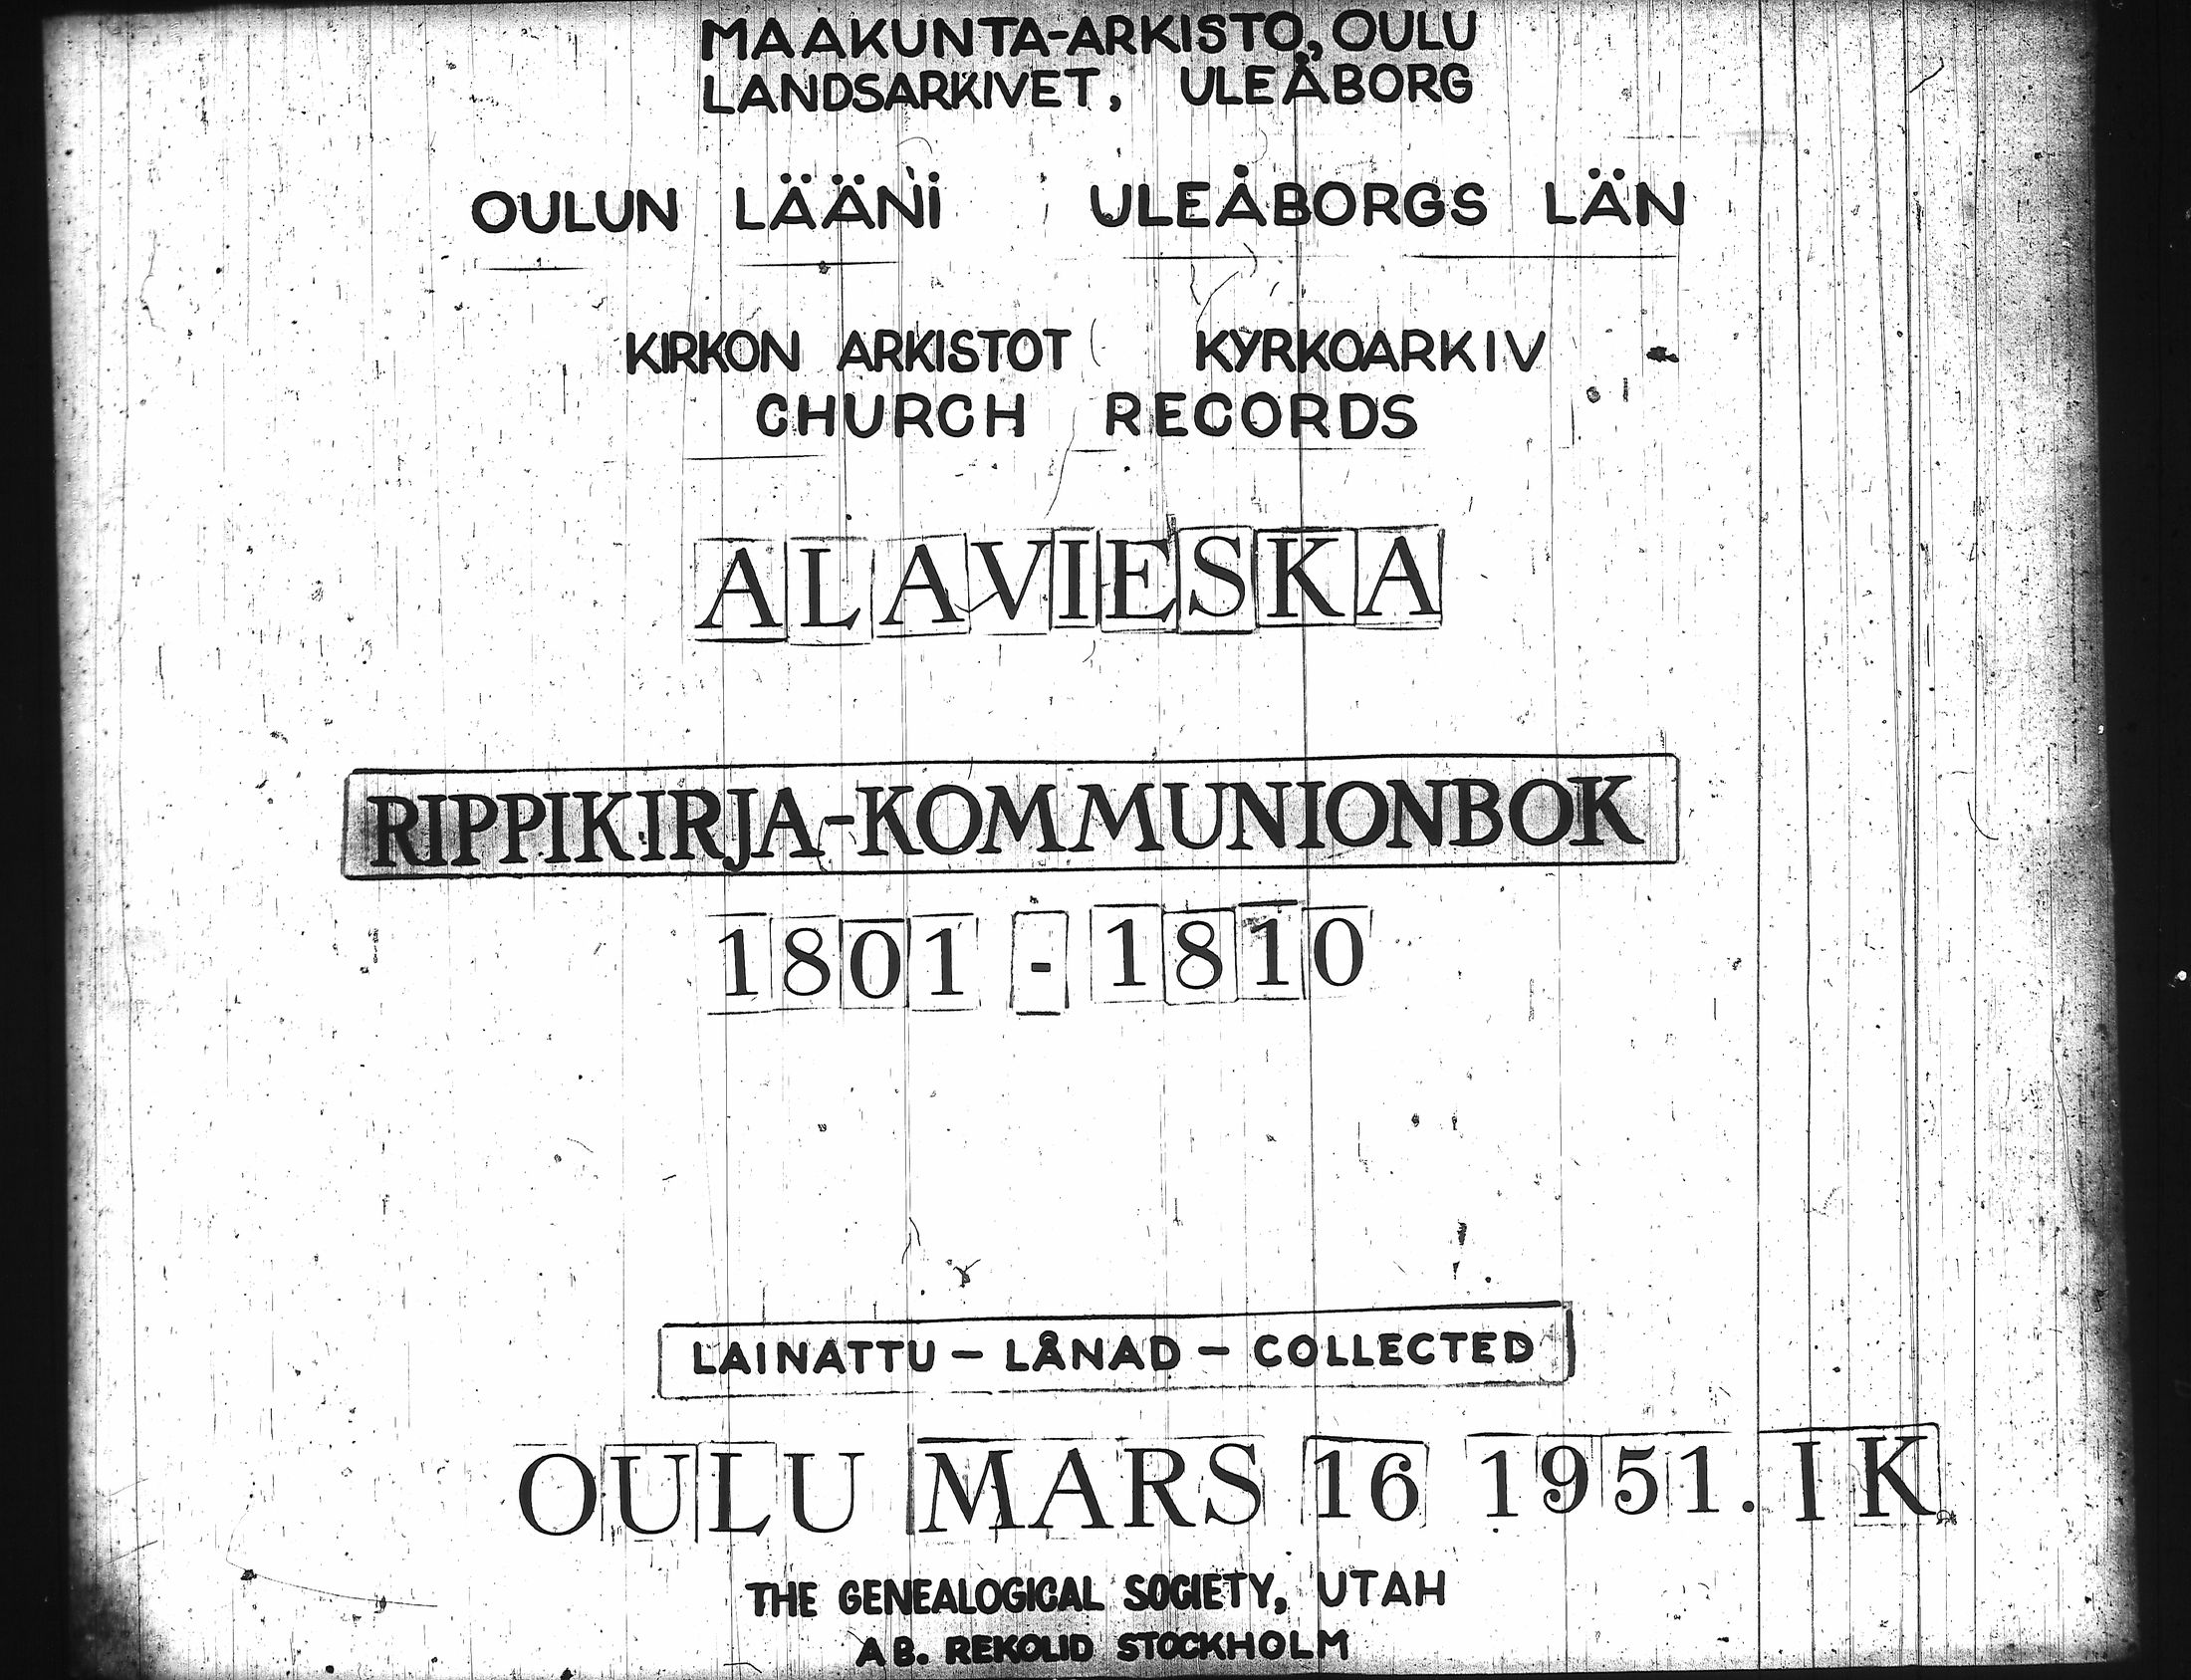 MAAKUNTA-ARKISTO, OULU
LANDSARKIVET, ULEÅBORG
OULUN LÄÄNI ULEÅBORGS LÄN
KIRKON ARKISTOT KYRKOARKIV
CHURCH RECORDS
ALAVIESKA
RIPPIKIRJA-KOMMUNIONBOK
1801 - 1810
LAINATTU - LÅNAD - COLLECTED
OULU MARS 16 1951. I K
THE GENEALOGICAL SOCIETY, UTAH
AB. REKOLID STOCKHOLM